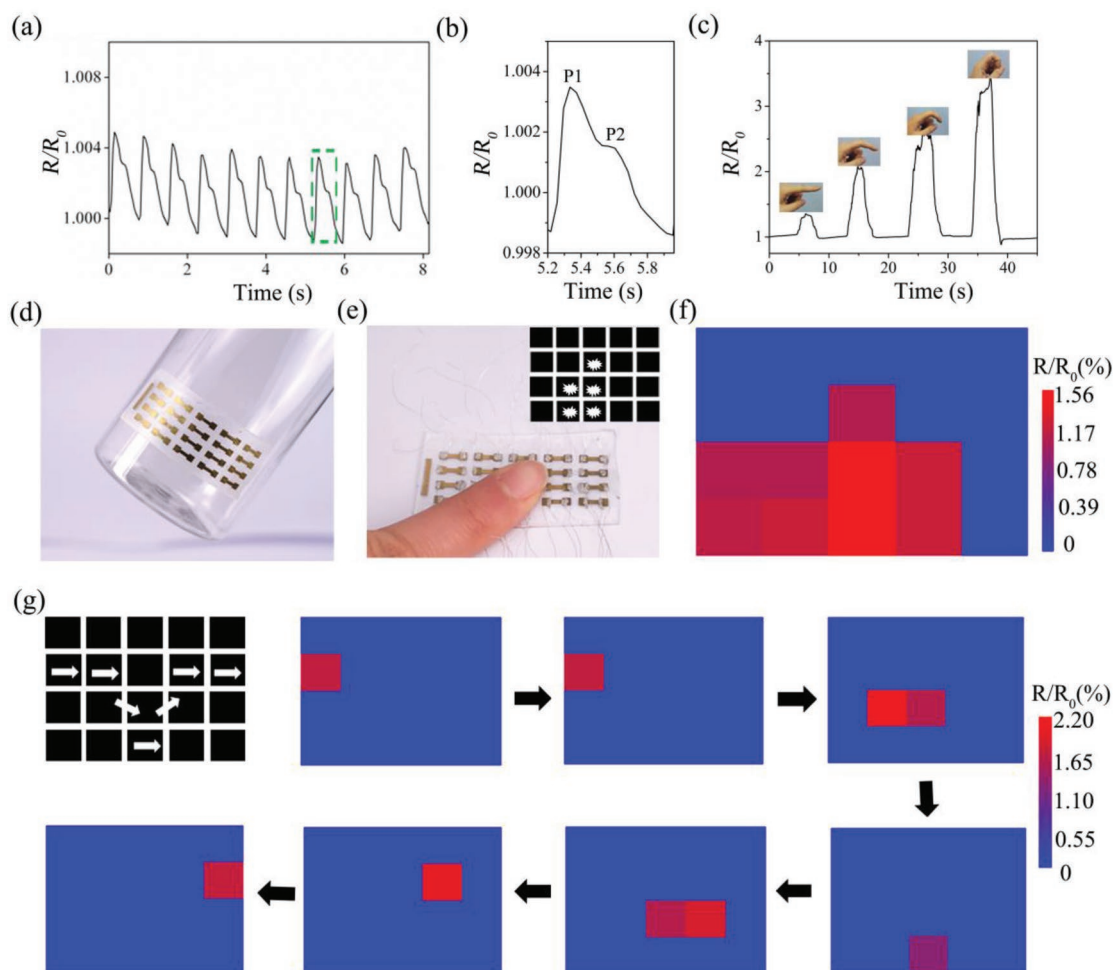 (a)
R/R0
1.008
1.004
1.000
0 2 4 6 8
Time (s)
(b)
R/R0
1.004
1.002
1.000
0.998
P1
P2
5.2 5.4 5.6 5.8
Time (s)
(c)
R/R0
4
3
2
1
0 10 20 30 40
Time (s)
(d)
(e)
(f)
R/R0(%)
1.56
1.17
0.78
0.39
0
(g)
R/R0(%)
2.20
1.65
1.10
0.55
0